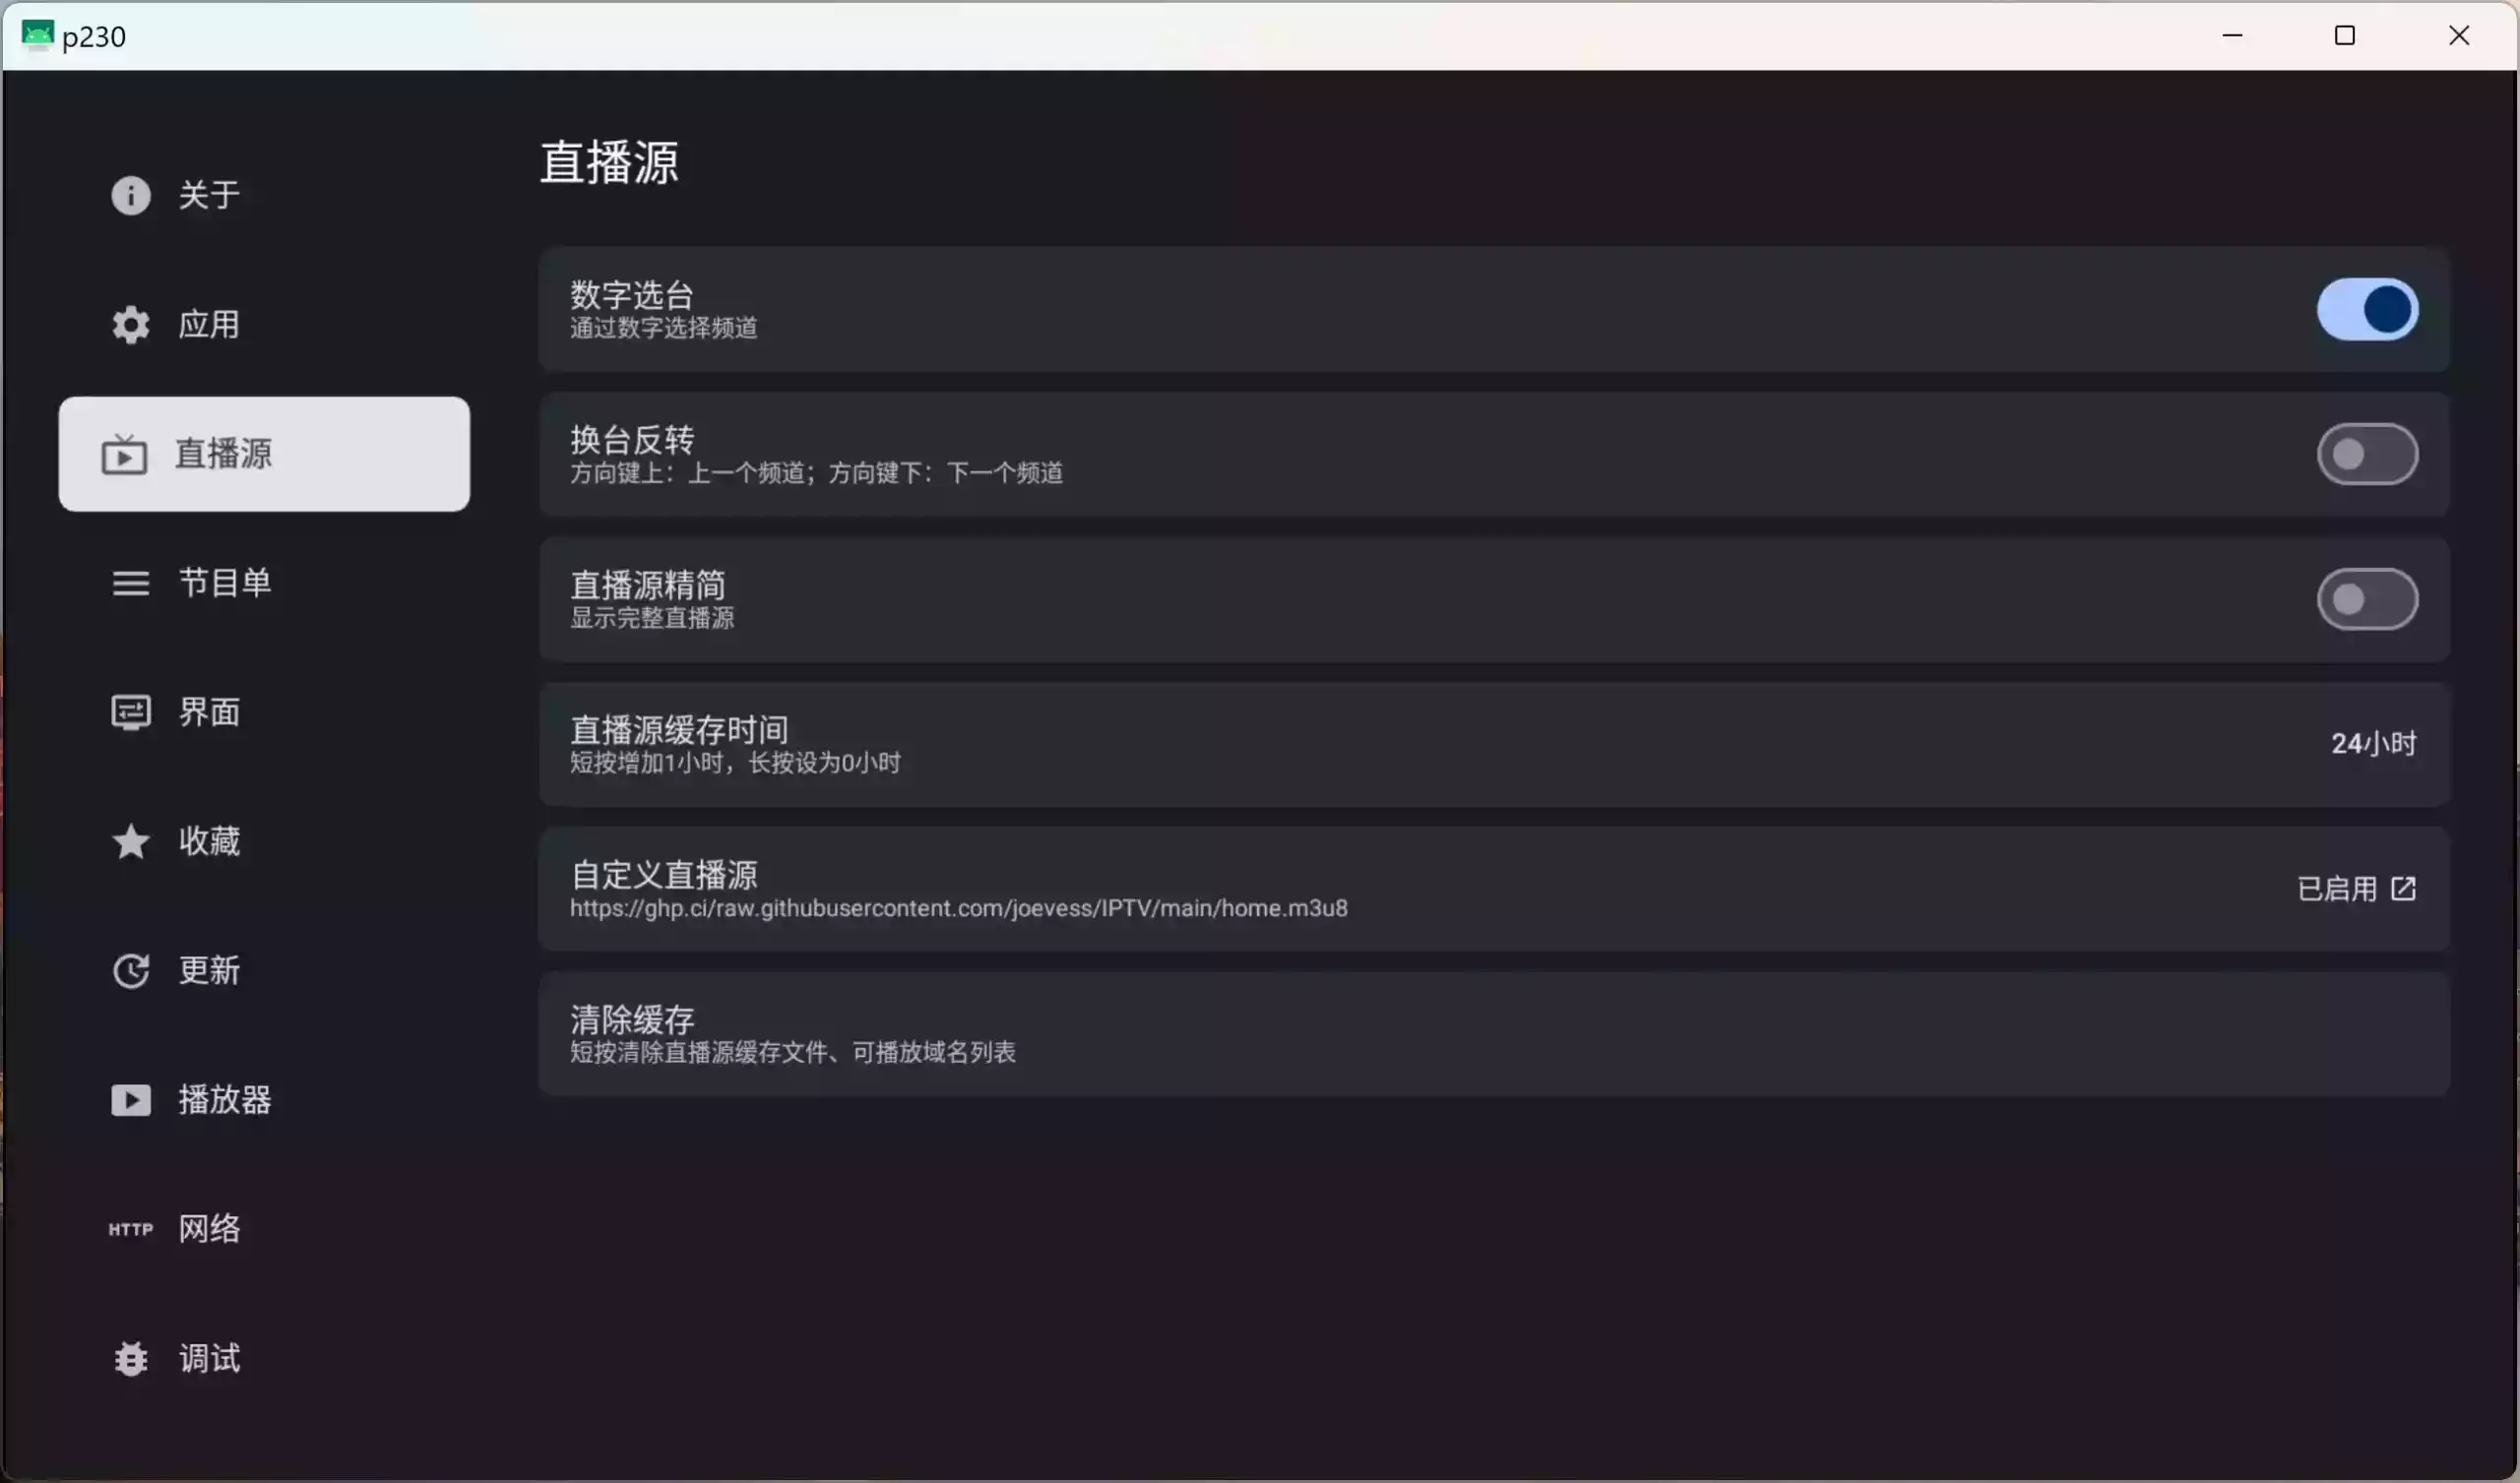 p230
关于
应用
直播源
节目单
界面
收藏
更新
播放器
HTTP 网络
调试
直播源
数字选台
通过数字选择频道
换台反转
方向键上：上一个频道；方向键下：下一个频道
直播源精简
显示完整直播源
直播源缓存时间
短按增加1小时，长按设为0小时
24小时
自定义直播源
https://ghp.ci/raw.githubusercontent.com/joevess/IPTV/main/home.m3u8
已启用
清除缓存
短按清除直播源缓存文件、可播放域名列表